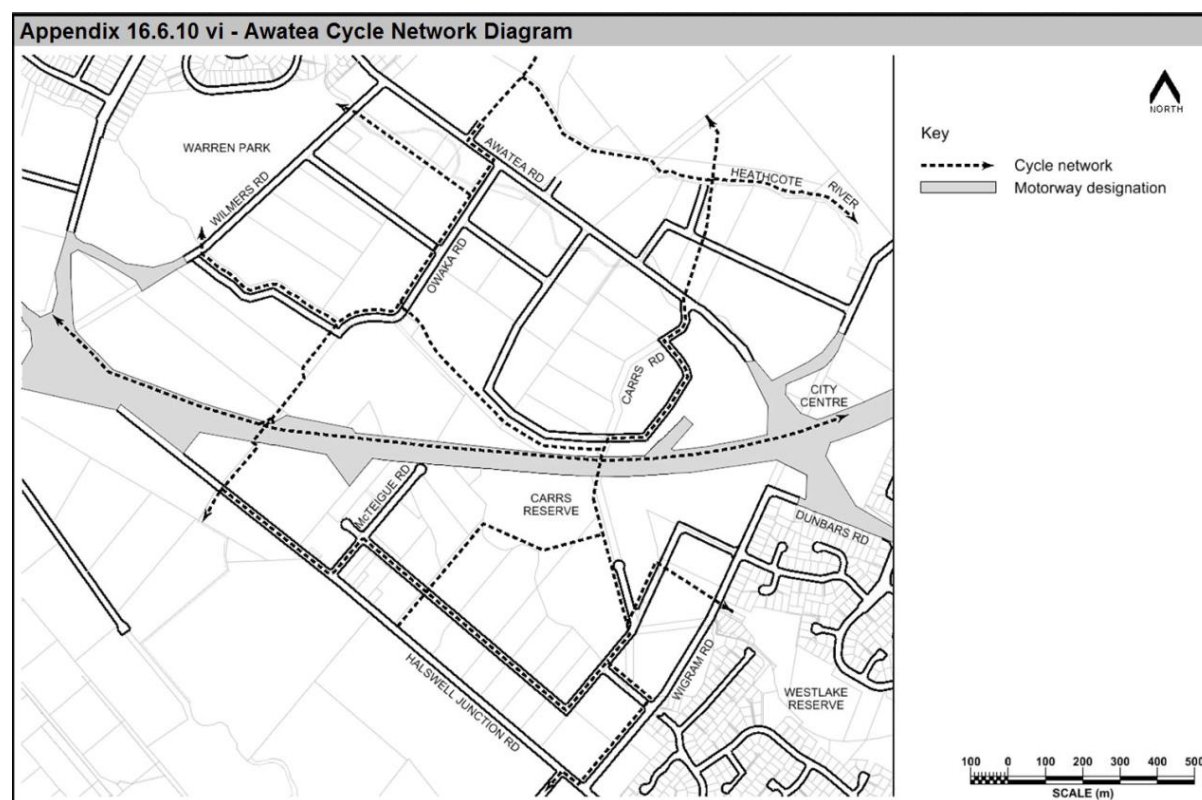 Appendix 16.6.10 vi - Awatea Cycle Network Diagram
WARREN PARK
WILMERS RD
AWATEA RD
HEATHCOTE
RIVER
OWAKA RD
CARRS RD
CITY
CENTRE
McTEIGUE RD
CARRS
RESERVE
DUNBARS RD
HALSWELL JUNCTION RD
WIGRAM RD
WESTLAKE
RESERVE
NORTH
Key
Cycle network
Motorway designation
100 0 100 200 300 400 500
SCALE (m)